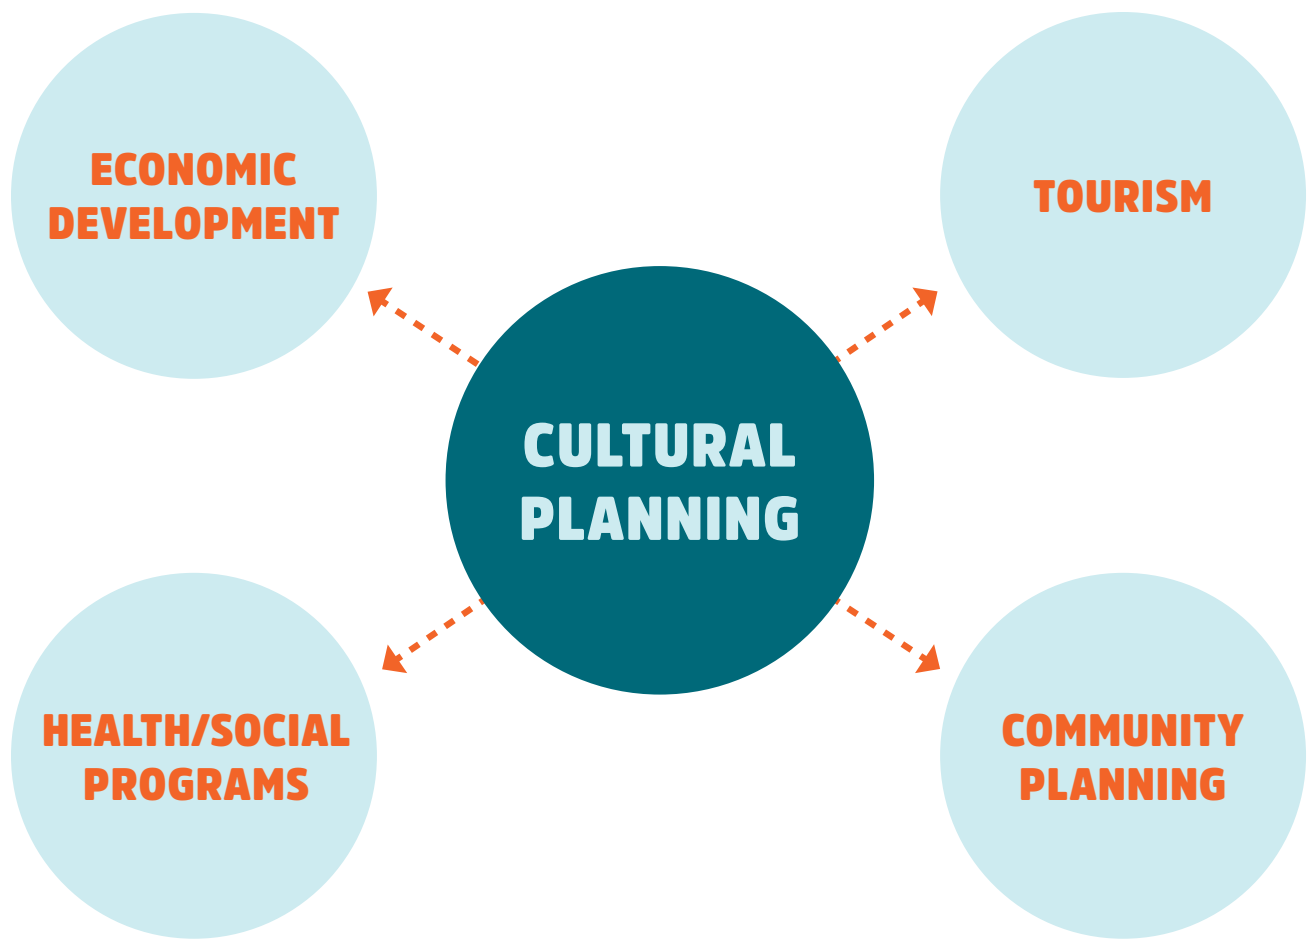 ECONOMIC
DEVELOPMENT
TOURISM
CULTURAL
PLANNING
HEALTH/SOCIAL
PROGRAMS
COMMUNITY
PLANNING